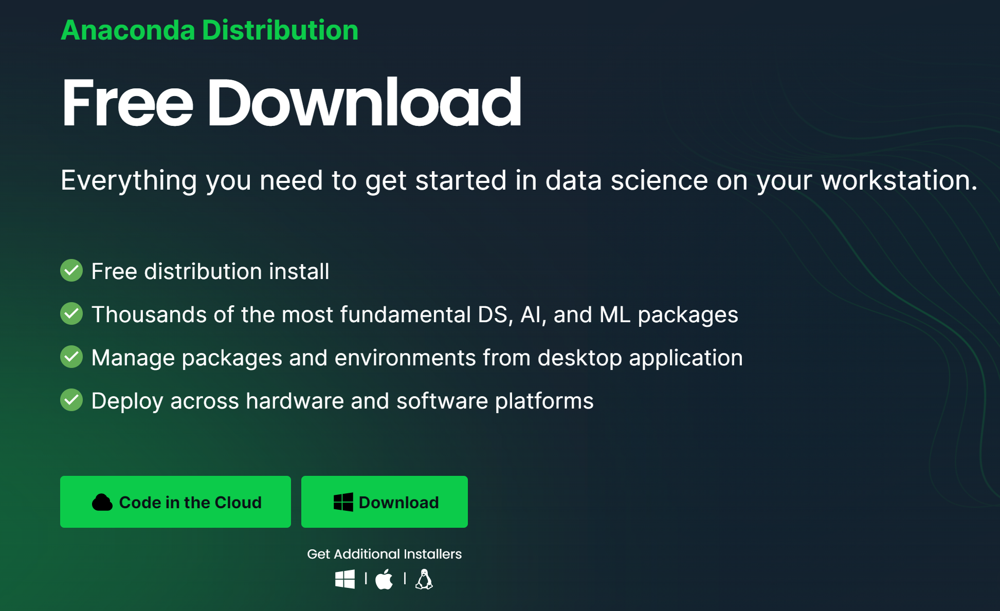 Anaconda Distribution
Free Download
Everything you need to get started in data science on your workstation.
Free distribution install
Thousands of the most fundamental DS, AI, and ML packages
Manage packages and environments from desktop application
Deploy across hardware and software platforms
Code in the Cloud
Download
Get Additional Installers